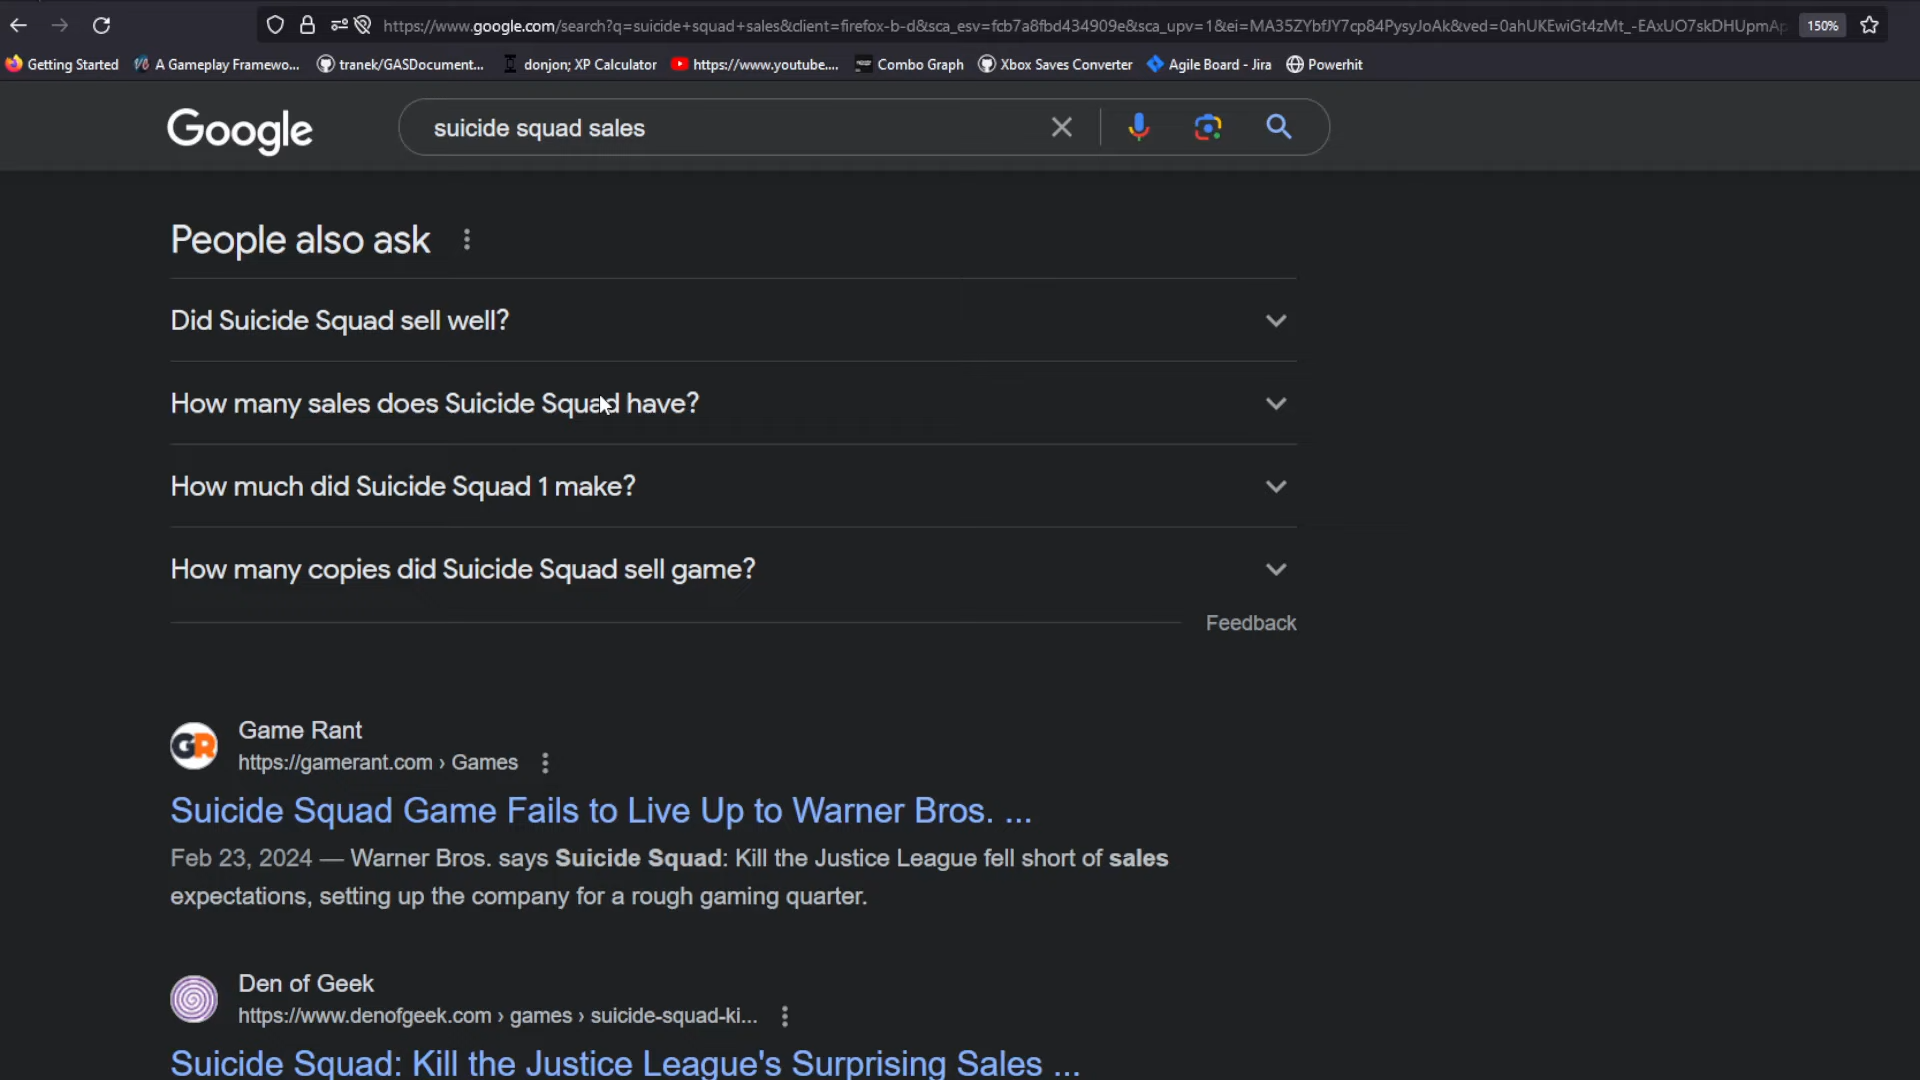 https://www.google.com/search?q=suicide+squad+sales&client=firefox-b-d&sca_esv=fcb7a8fbd434909e&sca_upv=1&ei=MA35ZYbfJY7cp84PysyJoAk&ved=0ahUKEwiGt4zMt_-EAxUO7skDHUpmAp 150%
Getting Started A Gameplay Framewo... tranek/GASDocument... donjon; XP Calculator https://www.youtube.... Combo Graph Xbox Saves Converter Agile Board - Jira Powerhit
Google suicide squad sales
People also ask
Did Suicide Squad sell well?
How many sales does Suicide Squad have?
How much did Suicide Squad 1 make?
How many copies did Suicide Squad sell game?
Feedback
GR Game Rant
https://gamerant.com › Games
Suicide Squad Game Fails to Live Up to Warner Bros. ...
Feb 23, 2024 — Warner Bros. says Suicide Squad: Kill the Justice League fell short of sales
expectations, setting up the company for a rough gaming quarter.
Den of Geek
https://www.denofgeek.com › games › suicide-squad-ki...
Suicide Squad: Kill the Justice League's Surprising Sales ...